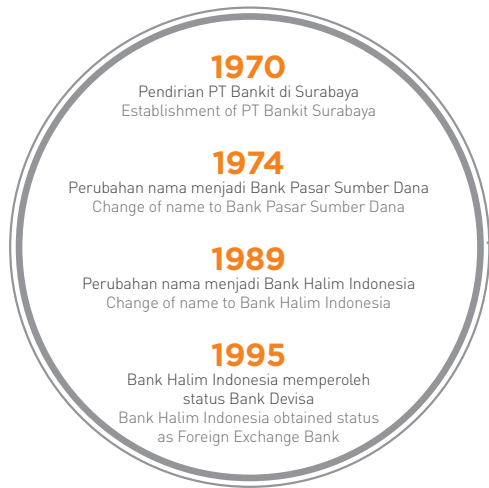 1970
Pendirian PT Bankit di Surabaya
Establishment of PT Bankit Surabaya
1974
Perubahan nama menjadi Bank Pasar Sumber Dana
Change of name to Bank Pasar Sumber Dana
1989
Perubahan nama menjadi Bank Halim Indonesia
Change of name to Bank Halim Indonesia
1995
Bank Halim Indonesia memperoleh
status Bank Devisa
Bank Halim Indonesia obtained status
as Foreign Exchange Bank